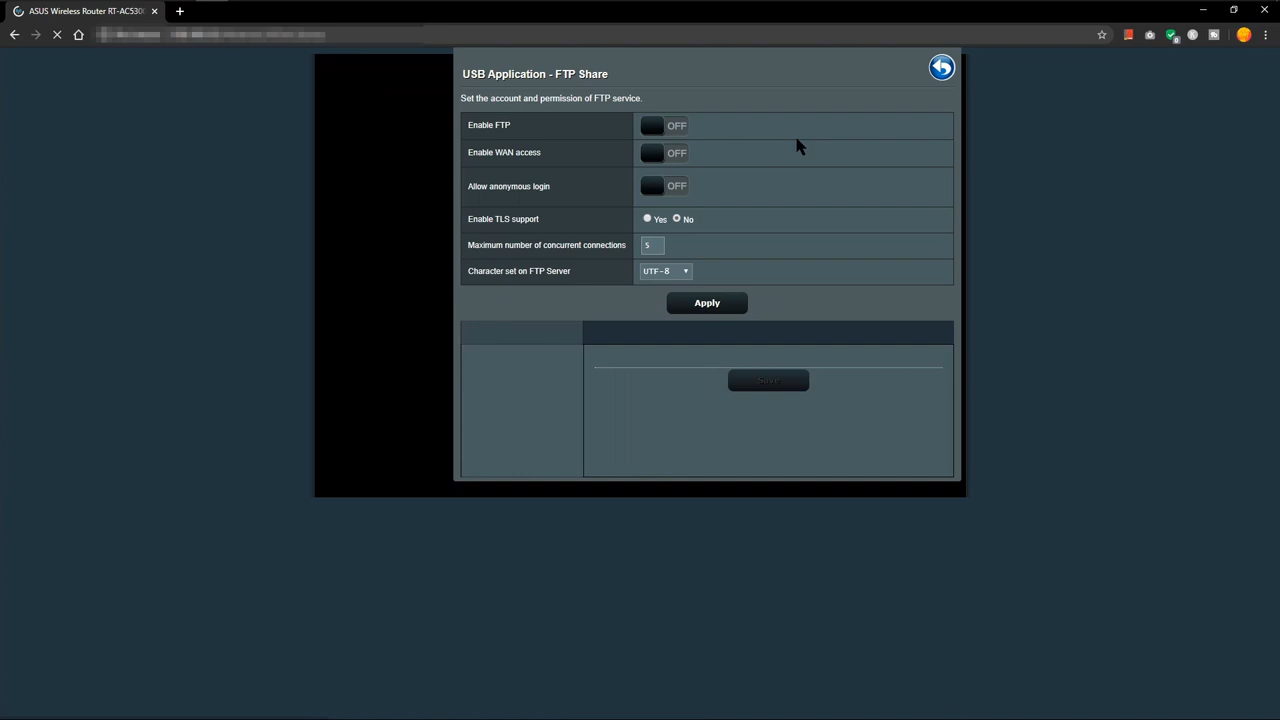 ASUS Wireless Router RT-AC5300
USB Application - FTP Share
Set the account and permission of FTP service.
Enable FTP OFF
Enable WAN access OFF
Allow anonymous login OFF
Enable TLS support Yes No
Maximum number of concurrent connections 5
Character set on FTP Server UTF-8
Apply
Save